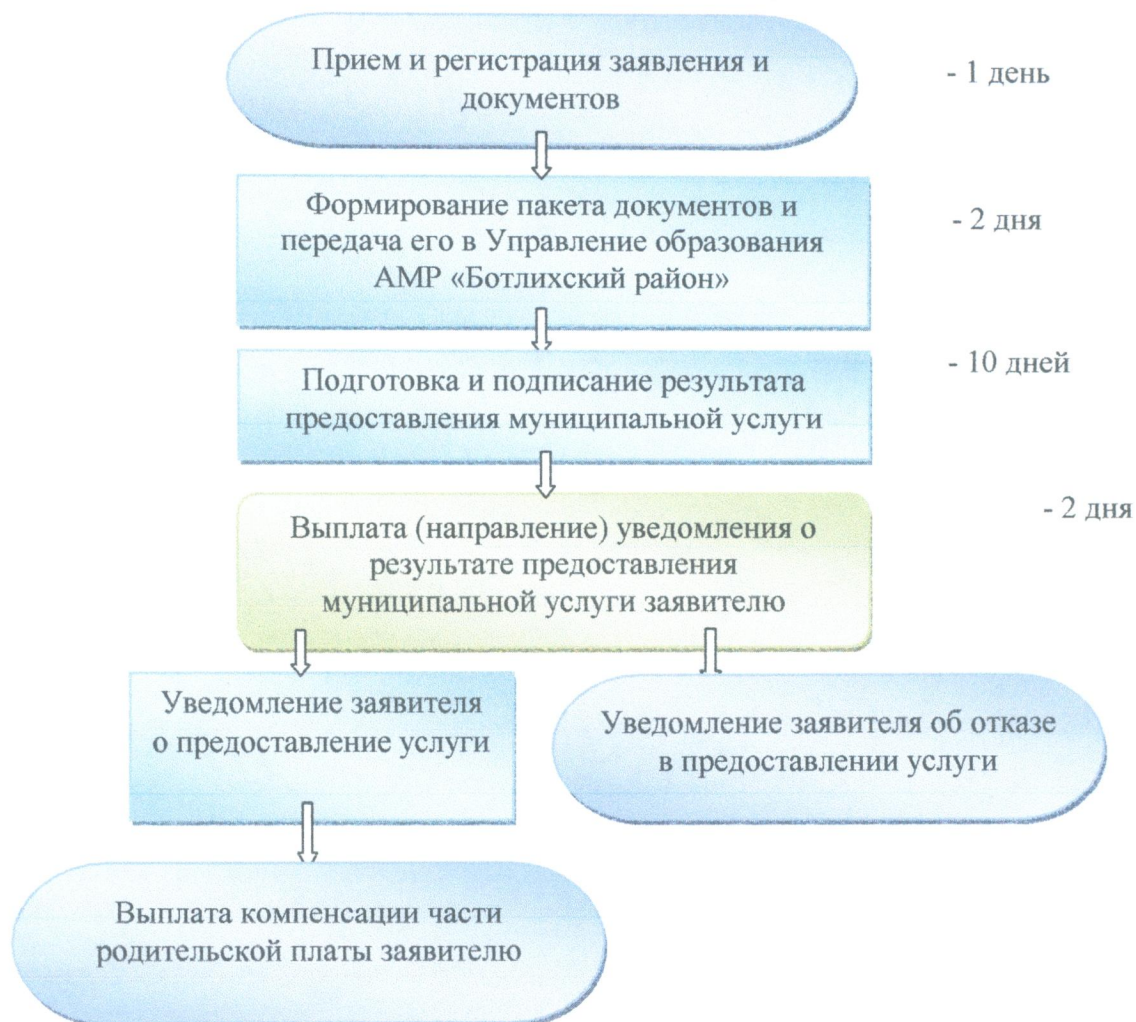 Прием и регистрация заявления и
документов
- 1 день
Формирование пакета документов и
передача его в Управление образования
АМР «Ботлихский район»
- 2 дня
Подготовка и подписание результата
предоставления муниципальной услуги
- 10 дней
Выплата (направление) уведомления о
результате предоставления
муниципальной услуги заявителю
- 2 дня
Уведомление заявителя
о предоставление услуги
Уведомление заявителя об отказе
в предоставлении услуги
Выплата компенсации части
родительской платы заявителю